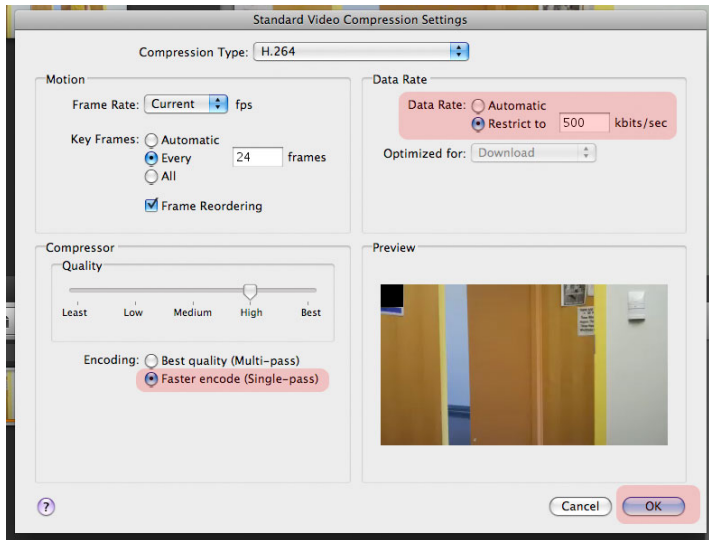 Standard Video Compression Settings
Compression Type: H.264
Motion
Frame Rate: Current fps
Key Frames: Automatic
Every 24 frames
All
Frame Reordering
Data Rate
Data Rate: Automatic
Restrict to 500 kbits/sec
Optimized for: Download
Compressor
Quality
Least Low Medium High Best
Encoding: Best quality (Multi-pass)
Faster encode (Single-pass)
Preview
?
Cancel OK